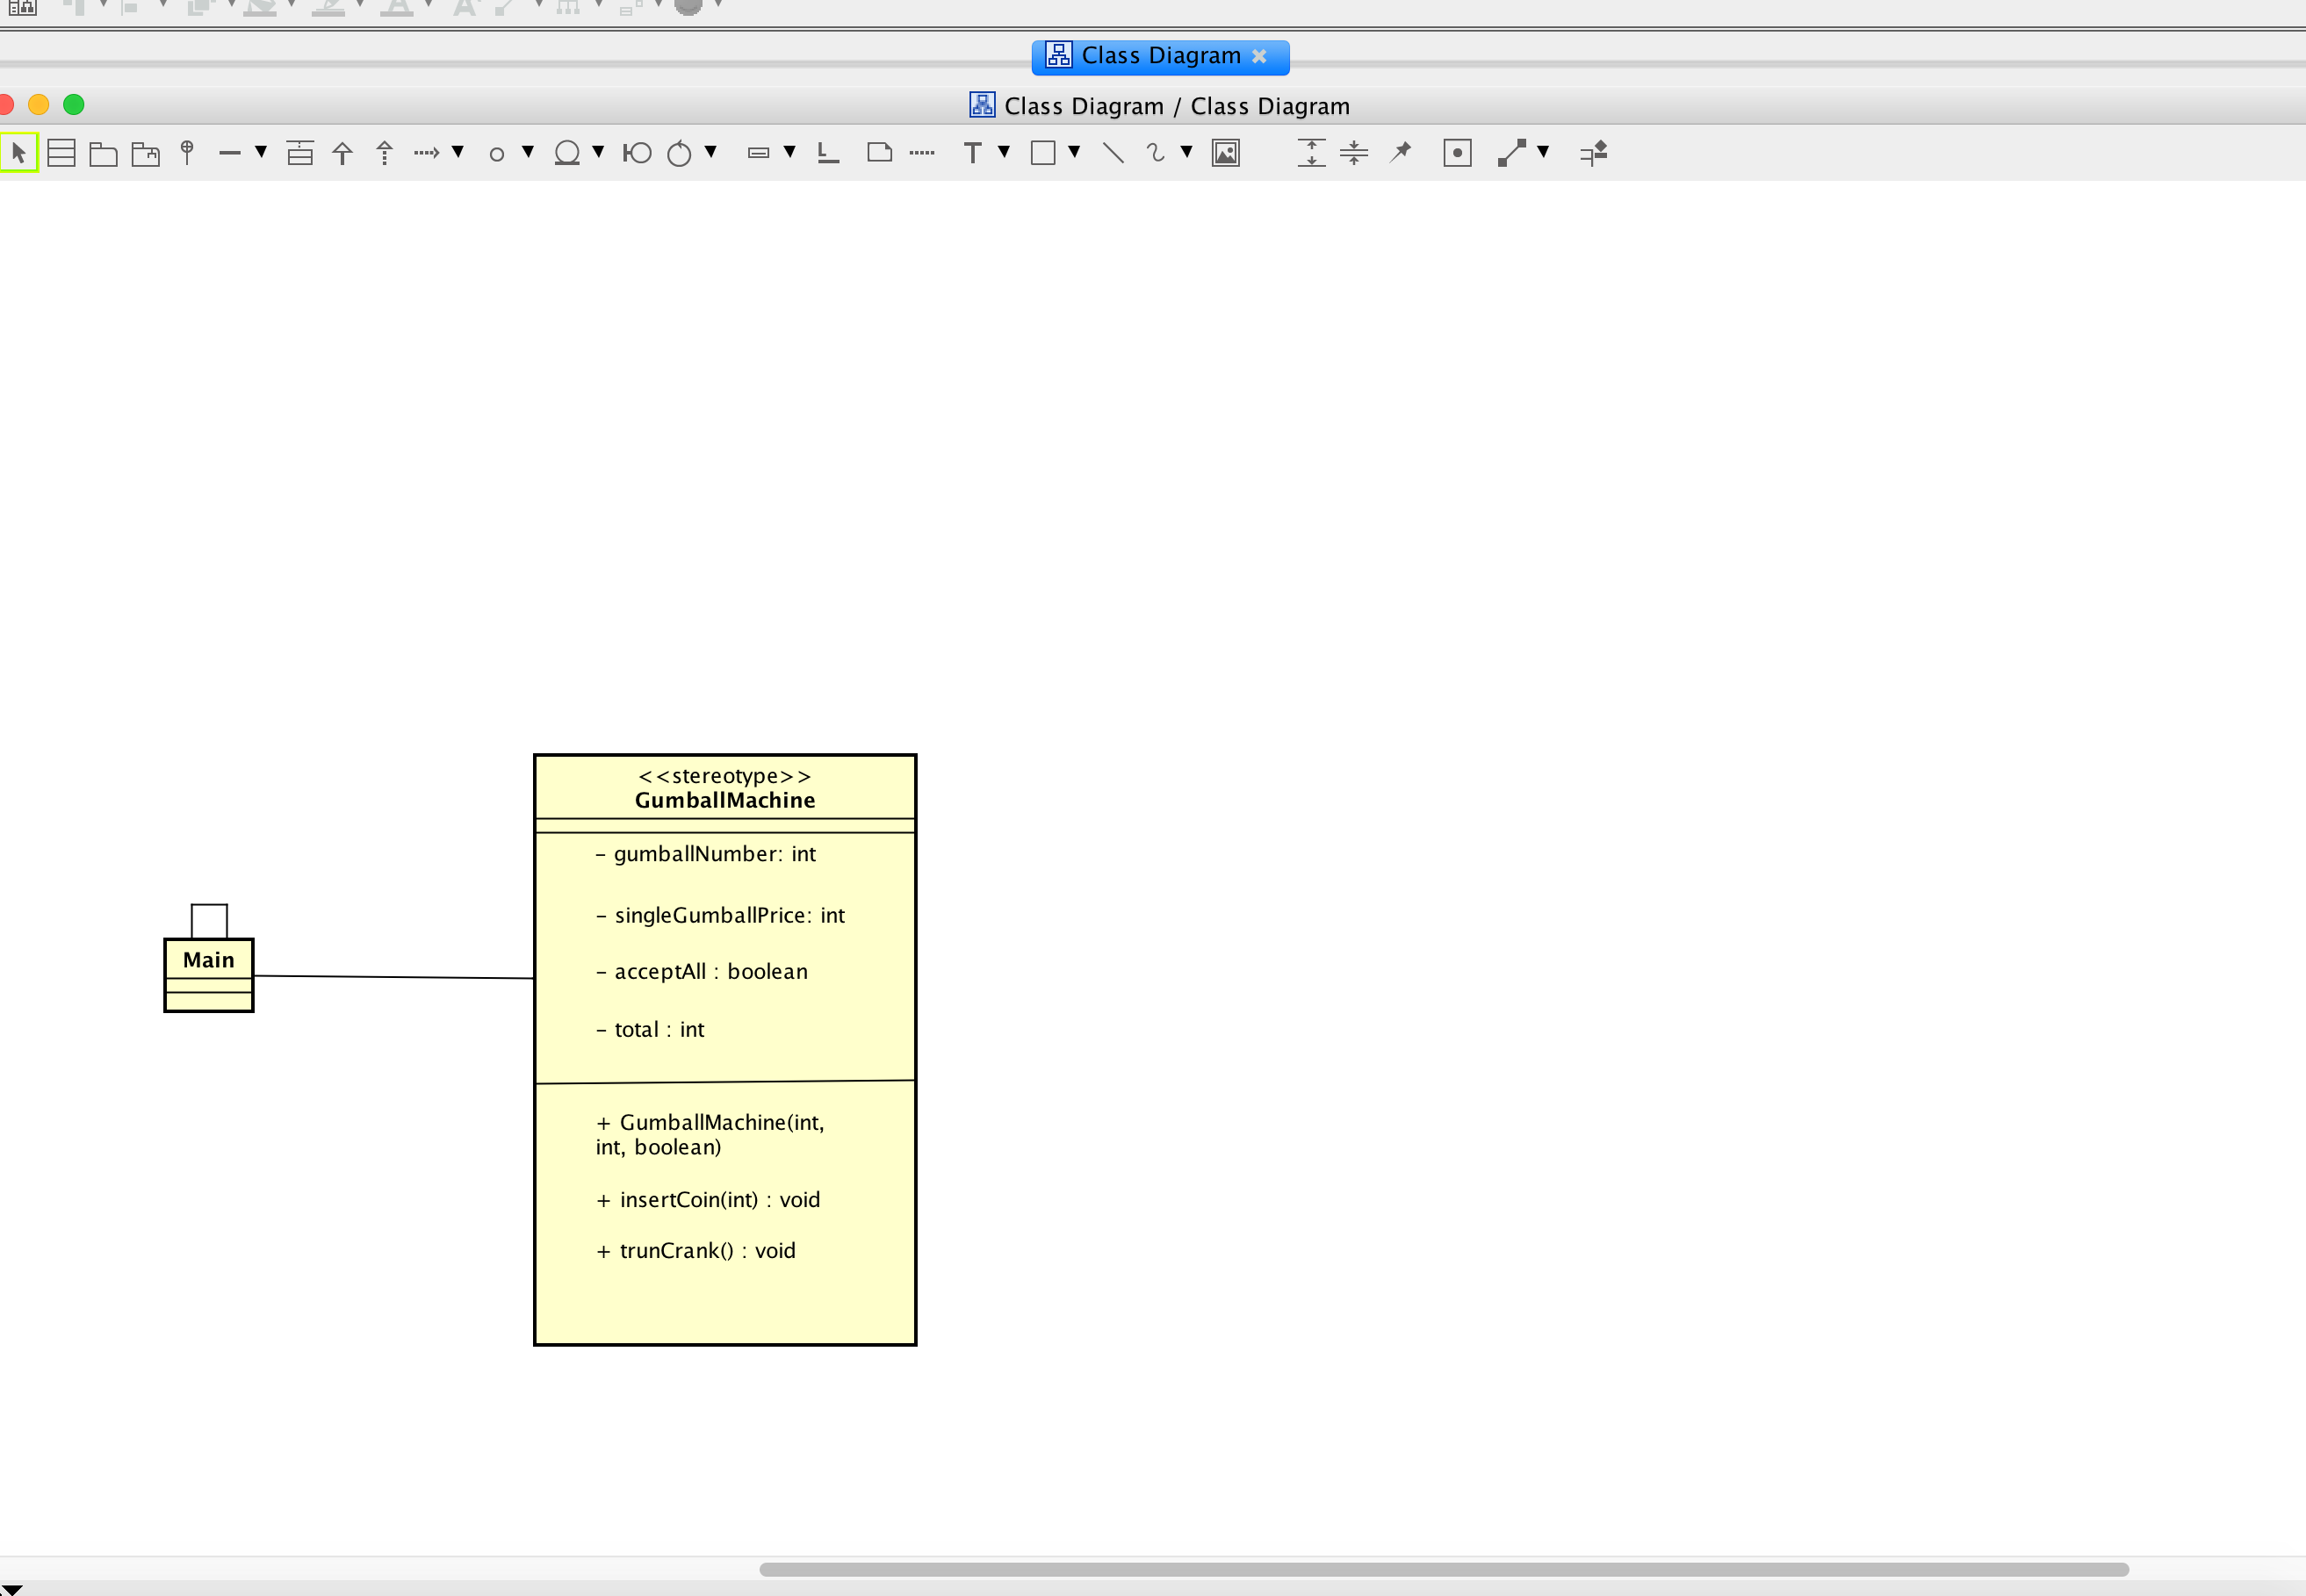 Class Diagram
Class Diagram / Class Diagram
<<stereotype>>
GumballMachine
– gumballNumber: int
– singleGumballPrice: int
– acceptAll : boolean
– total : int
Main
+ GumballMachine(int,
int, boolean)
+ insertCoin(int) : void
+ trunCrank() : void